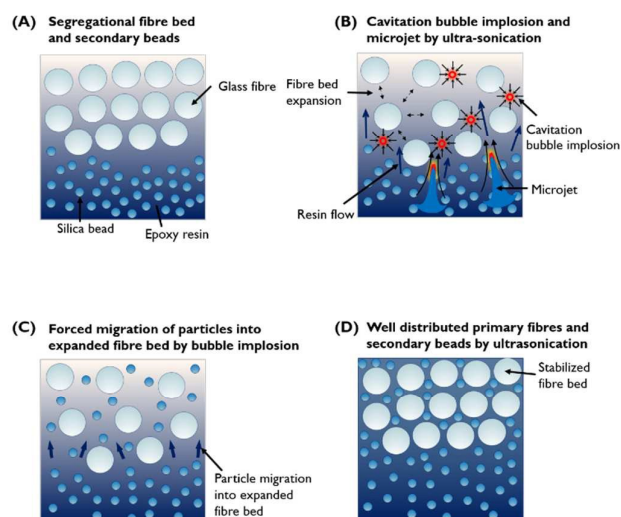 (A) Segregational fibre bed
and secondary beads
Glass fibre
Silica bead
Epoxy resin
(B) Cavitation bubble implosion and
microjet by ultra-sonication
Fibre bed
expansion
Cavitation
bubble implosion
Microjet
Resin flow
(C) Forced migration of particles into
expanded fibre bed by bubble implosion
Particle migration
into expanded
fibre bed
(D) Well distributed primary fibres and
secondary beads by ultrasonication
Stabilized
fibre bed